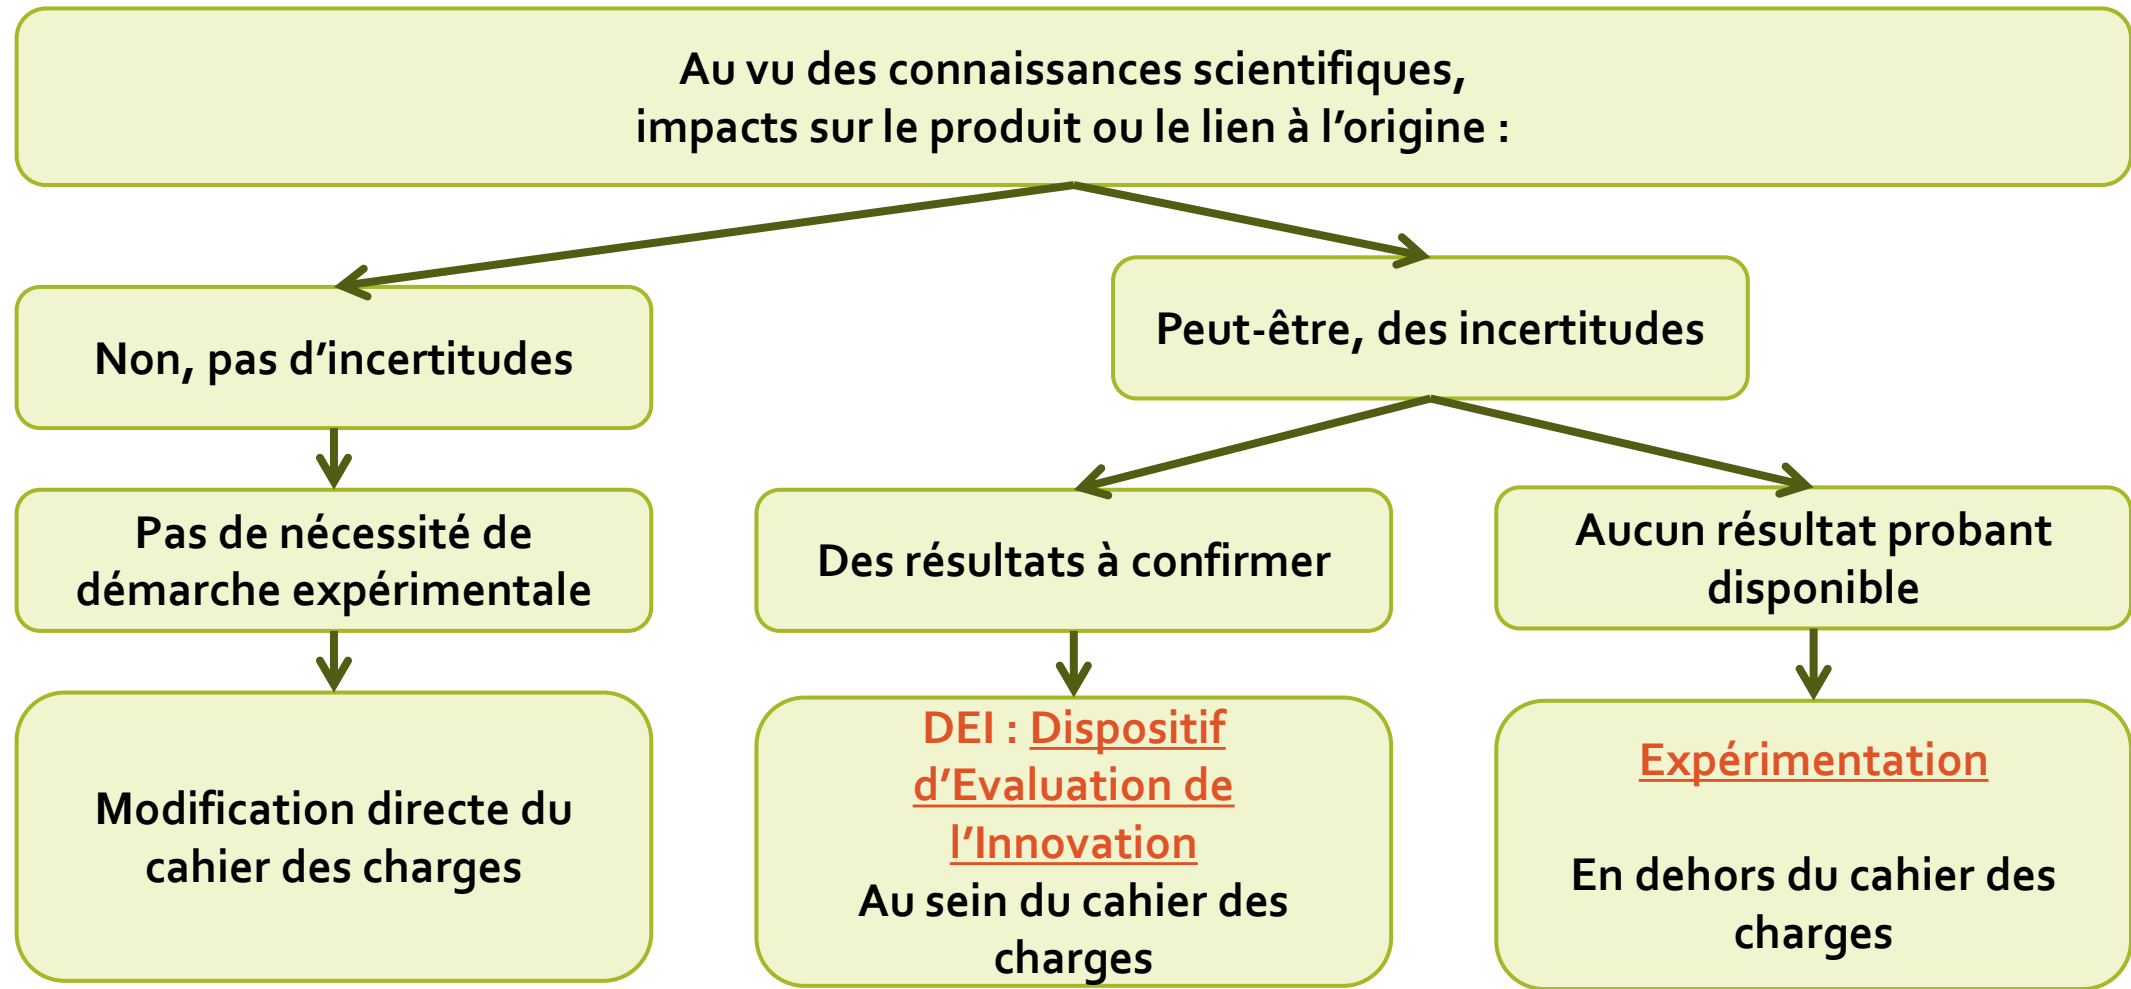 Au vu des connaissances scientifiques,
impacts sur le produit ou le lien à l’origine :
Non, pas d’incertitudes
Peut-être, des incertitudes
Pas de nécessité de
démarche expérimentale
Des résultats à confirmer
Aucun résultat probant
disponible
Modification directe du
cahier des charges
DEI : Dispositif
d’Evaluation de
l’Innovation
Au sein du cahier des
charges
Expérimentation
En dehors du cahier des
charges